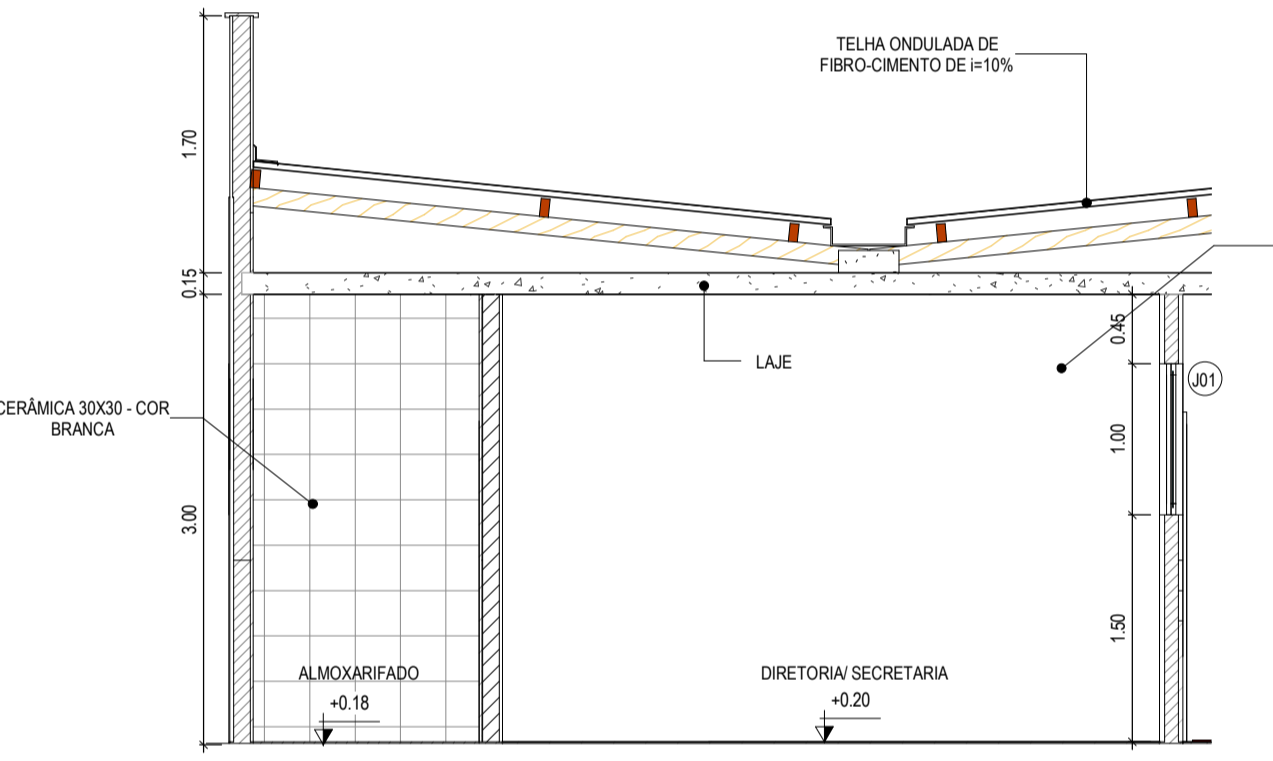 TELHA ONDULADA DE
FIBRO-CIMENTO DE i=10%
1.70
0.15
0.45
LAJE
J01
CERÂMICA 30X30 - COR
BRANCA
1.00
3.00
1.50
ALMOXARIFADO
+0.18
DIRETORIA/ SECRETARIA
+0.20